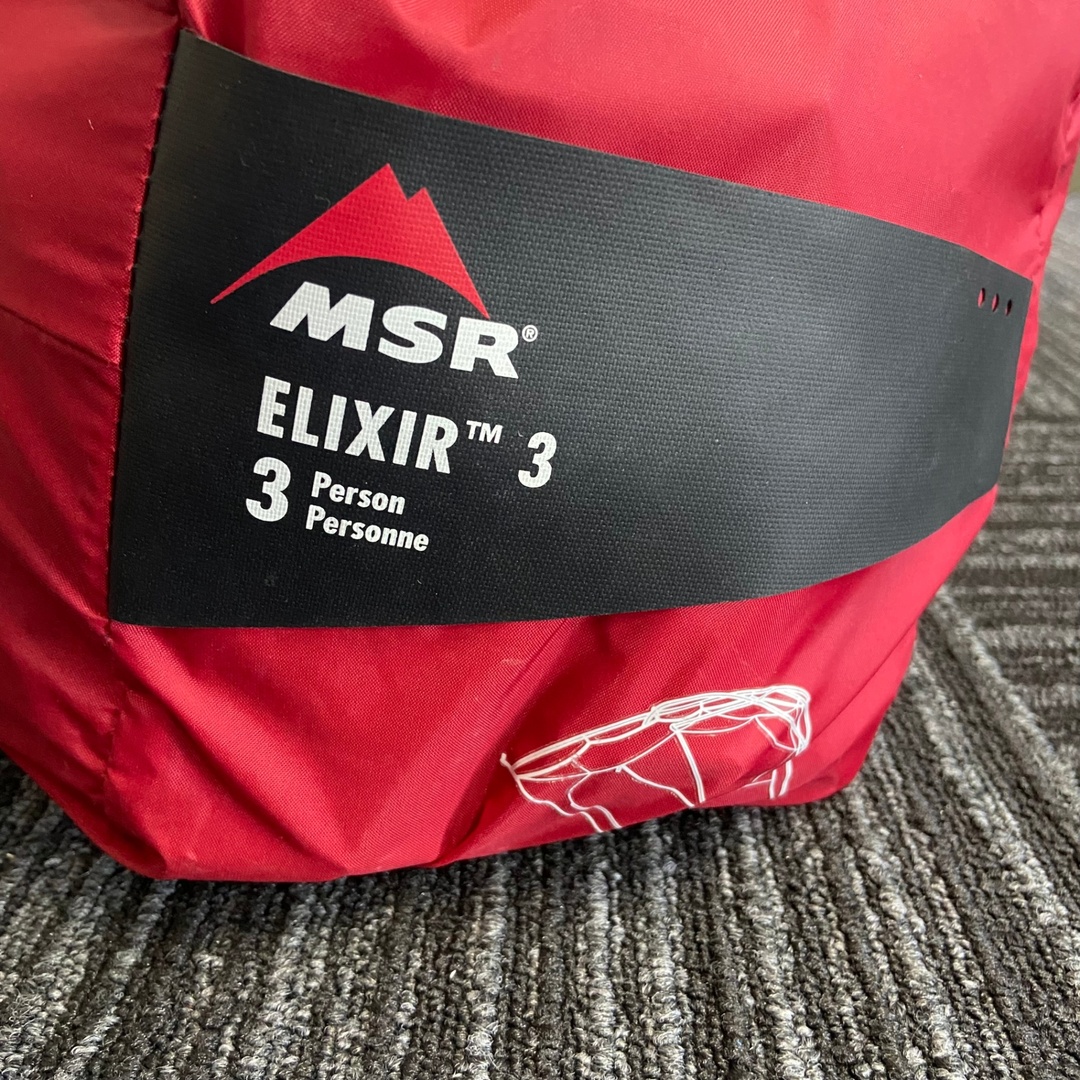 MSR®
ELIXIR™ 3
3 Person
Personne